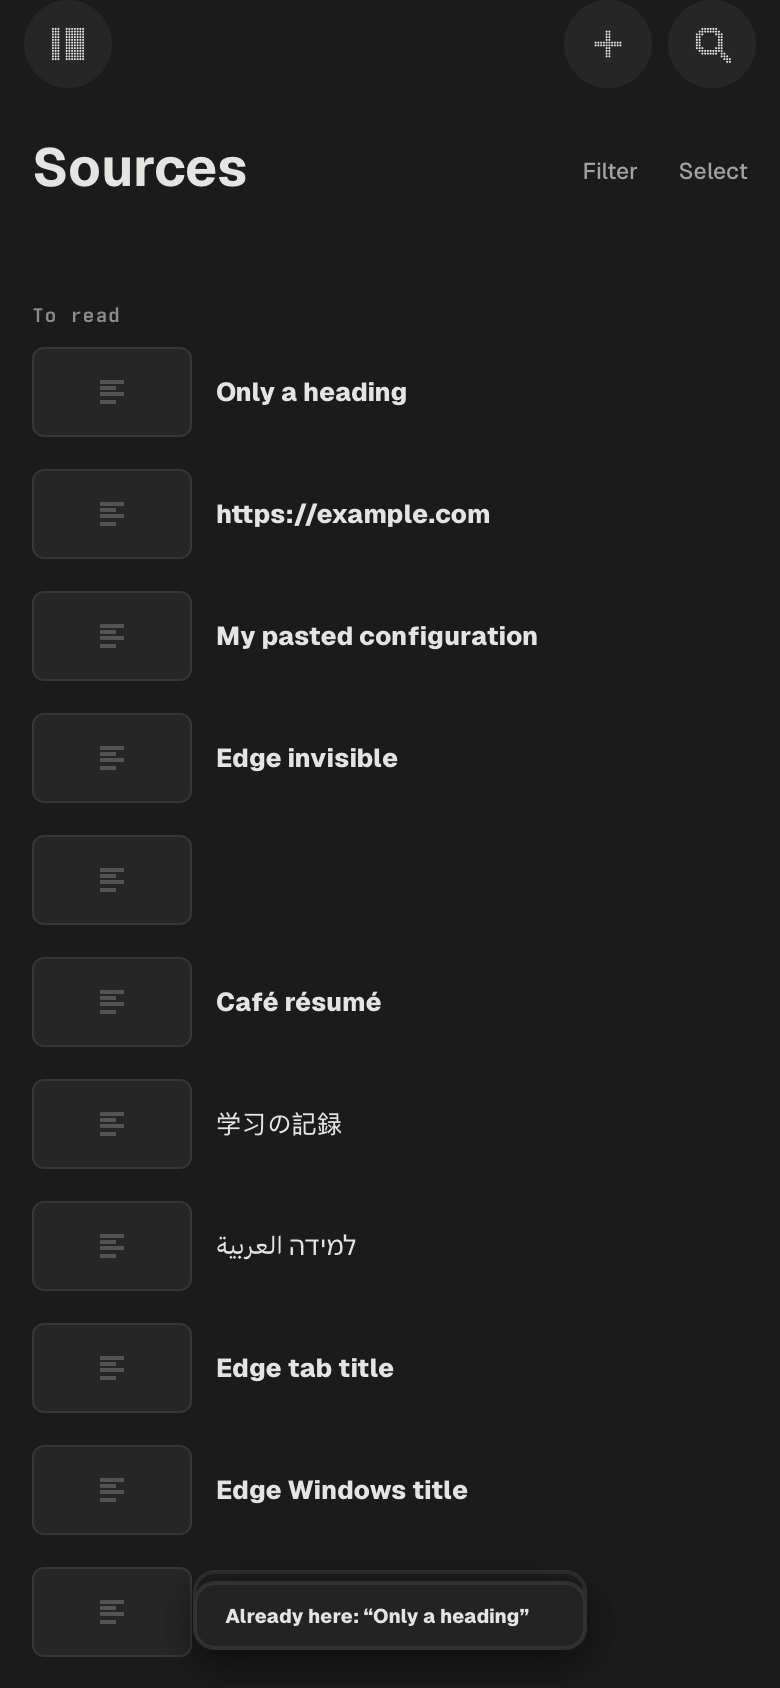 Sources
Filter
Select
To read
Only a heading
https://example.com
My pasted configuration
Edge invisible
Café résumé
学习の記録
למידה العربية
Edge tab title
Edge Windows title
Already here: “Only a heading”